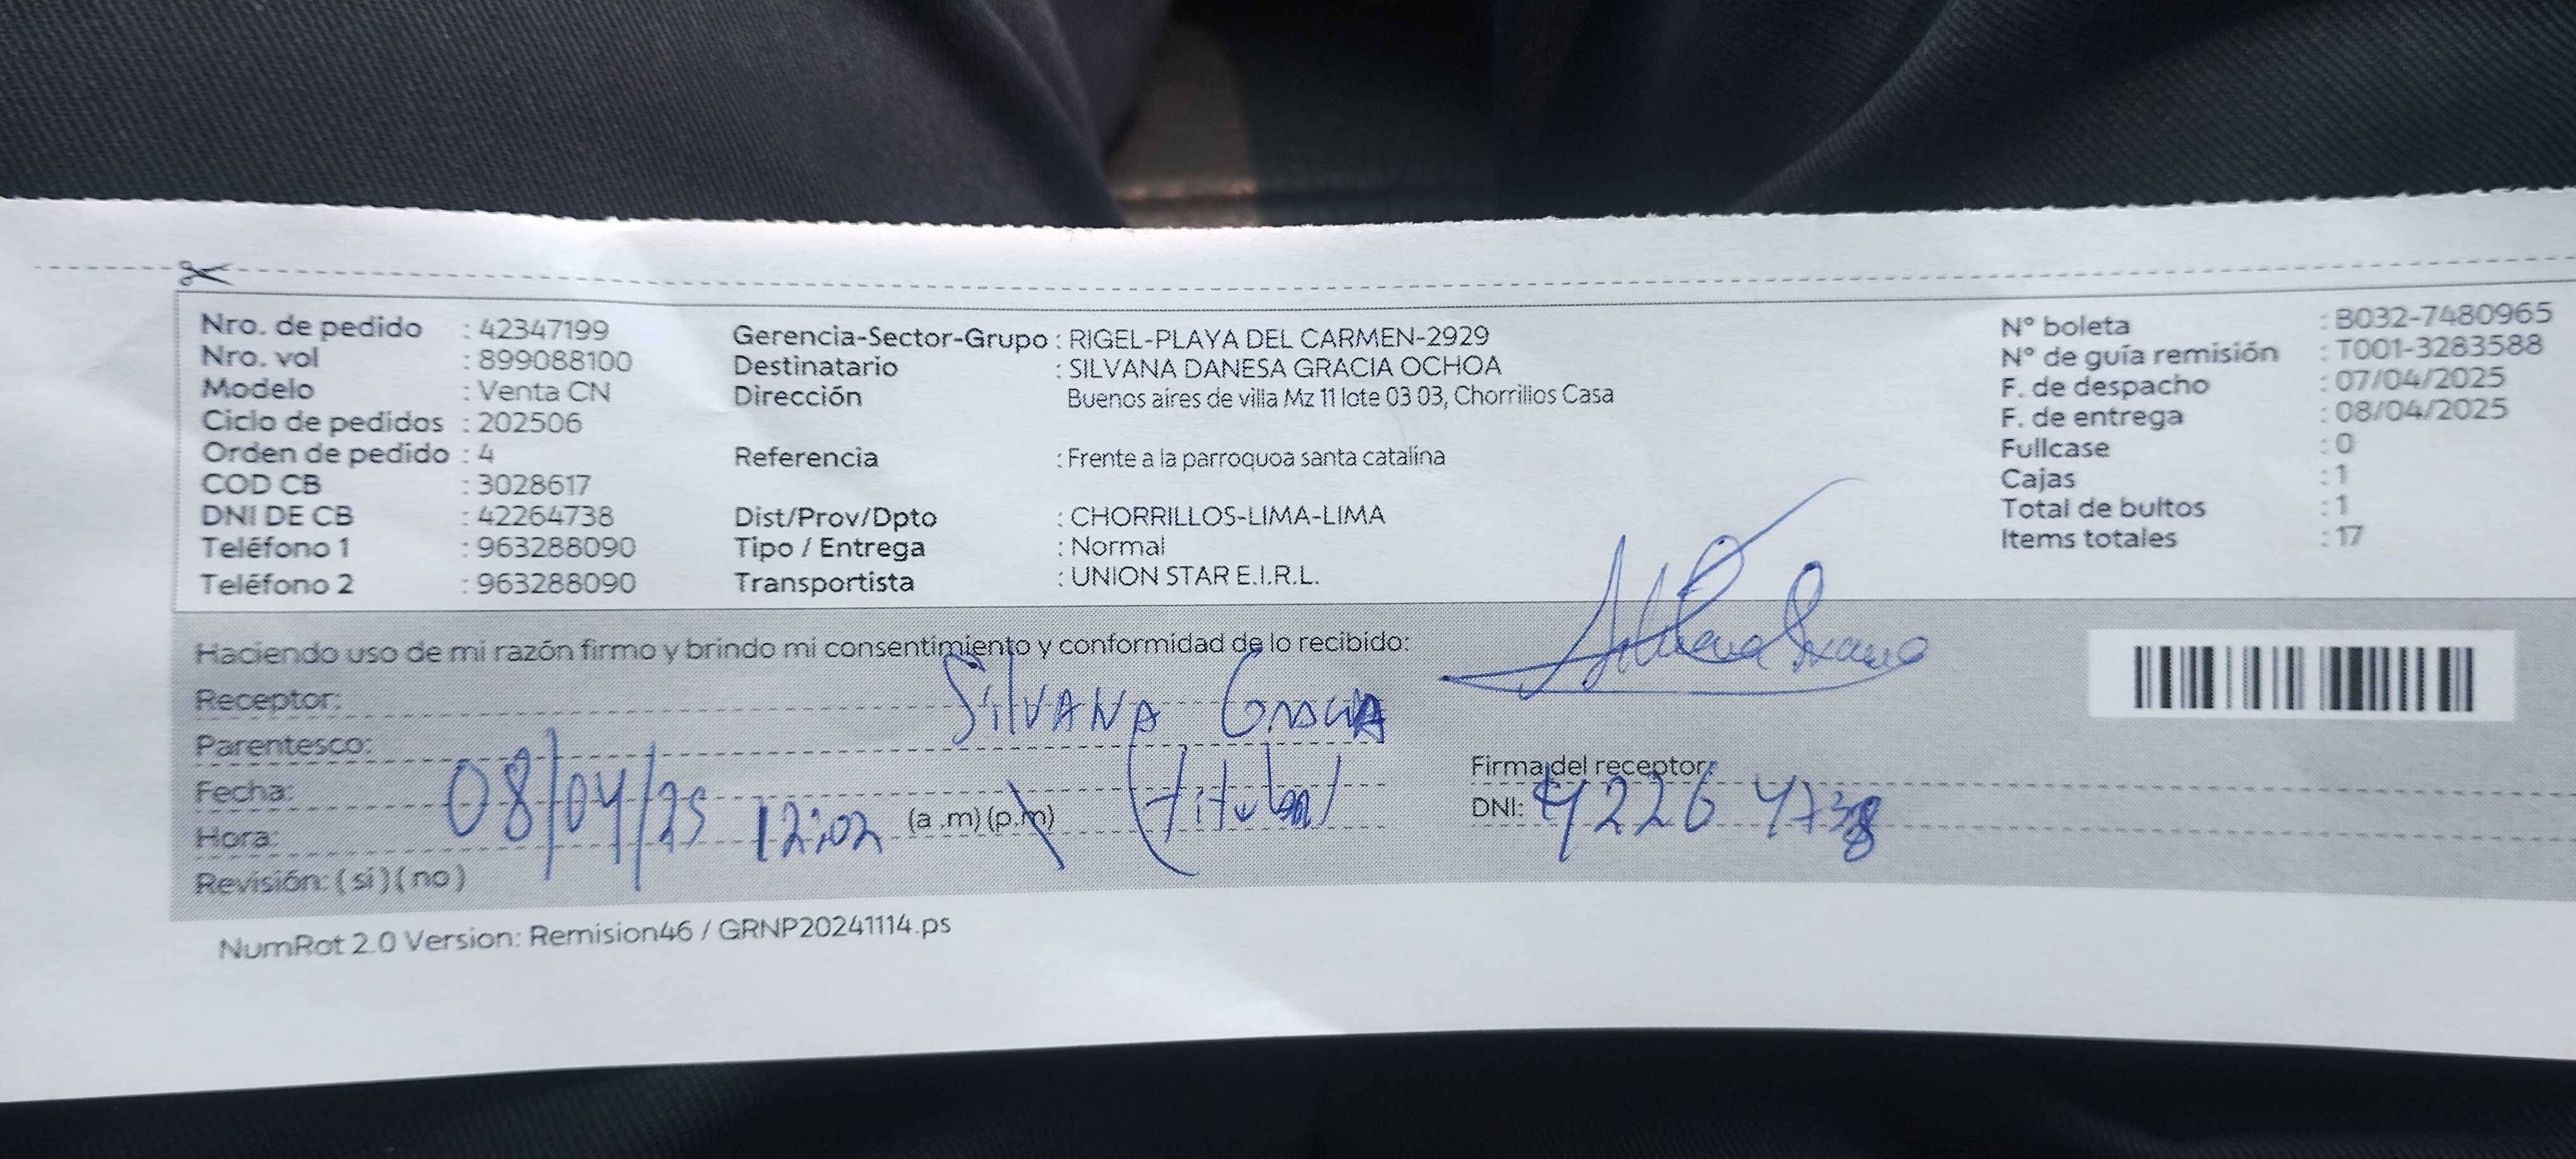 Nro. de pedido : 42347199
Nro. vol : 899088100
Modelo : Venta CN
Ciclo de pedidos : 202506
Orden de pedido : 4
COD CB : 3028617
DNI DE CB : 42264738
Teléfono 1 : 963288090
Teléfono 2 : 963288090
Gerencia-Sector-Grupo : RIGEL-PLAYA DEL CARMEN-2929
Destinatario : SILVANA DANESA GRACIA OCHOA
Dirección Buenos aires de villa Mz 11 lote 03 03, Chorrillos Casa
Referencia : Frente a la parroquoa santa catalina
Dist/Prov/Dpto : CHORRILLOS-LIMA-LIMA
Tipo / Entrega : Normal
Transportista : UNION STAR E.I.R.L.
N° boleta : B032-7480965
N° de guía remisión : T001-3283588
F. de despacho : 07/04/2025
F. de entrega : 08/04/2025
Fullcase : 0
Cajas : 1
Total de bultos : 1
Items totales : 17
Haciendo uso de mi razón firmo y brindo mi consentimiento y conformidad de lo recibido:
Receptor: Silvana Gracia
Parentesco: (titular)
Fecha: 08/04/25
Hora: 12:02 (a.m)(p.m)
Revisión: (si)(no)
Firma del receptor:
DNI: 42264738
NumRot 2.0 Version: Remision46 / GRNP20241114.ps